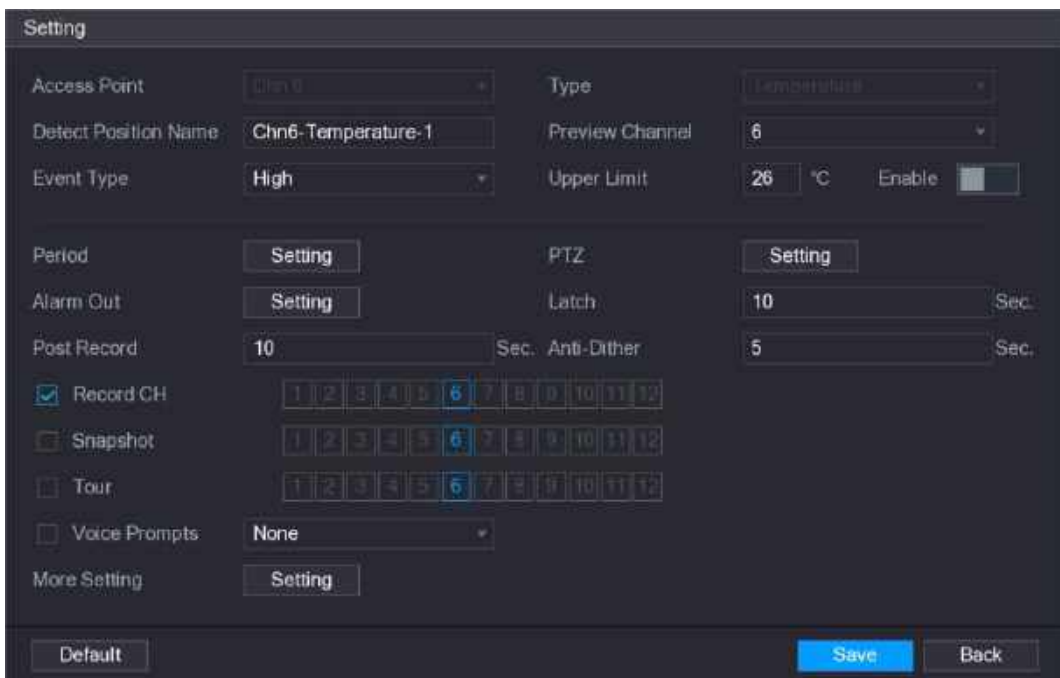 Setting
Access Point Chn 6 Type Temperature
Detect Position Name Chn6-Temperature-1 Preview Channel 6
Event Type High Upper Limit 26 °C Enable
Period Setting PTZ Setting
Alarm Out Setting Latch 10 Sec.
Post Record 10 Sec. Anti-Dither 5 Sec.
Record CH 1 2 3 4 5 6 7 8 9 10 11 12
Snapshot 1 2 3 4 5 6 7 8 9 10 11 12
Tour 1 2 3 4 5 6 7 8 9 10 11 12
Voice Prompts None
More Setting Setting
Default Save Back